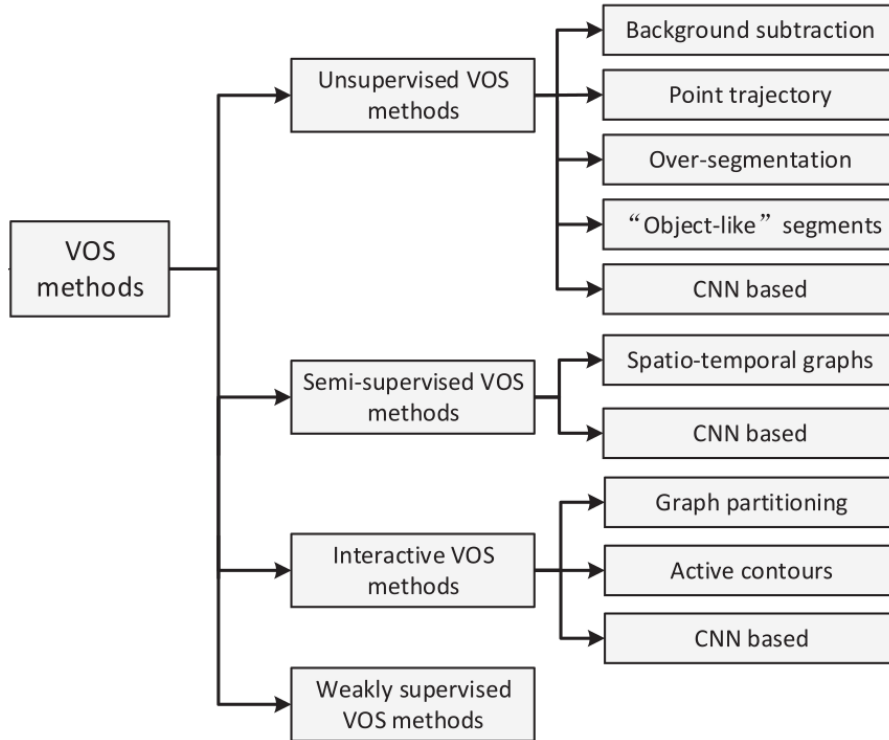 VOS
methods
Unsupervised VOS
methods
Background subtraction
Point trajectory
Over-segmentation
“Object-like” segments
CNN based
Semi-supervised VOS
methods
Spatio-temporal graphs
CNN based
Interactive VOS
methods
Graph partitioning
Active contours
CNN based
Weakly supervised
VOS methods